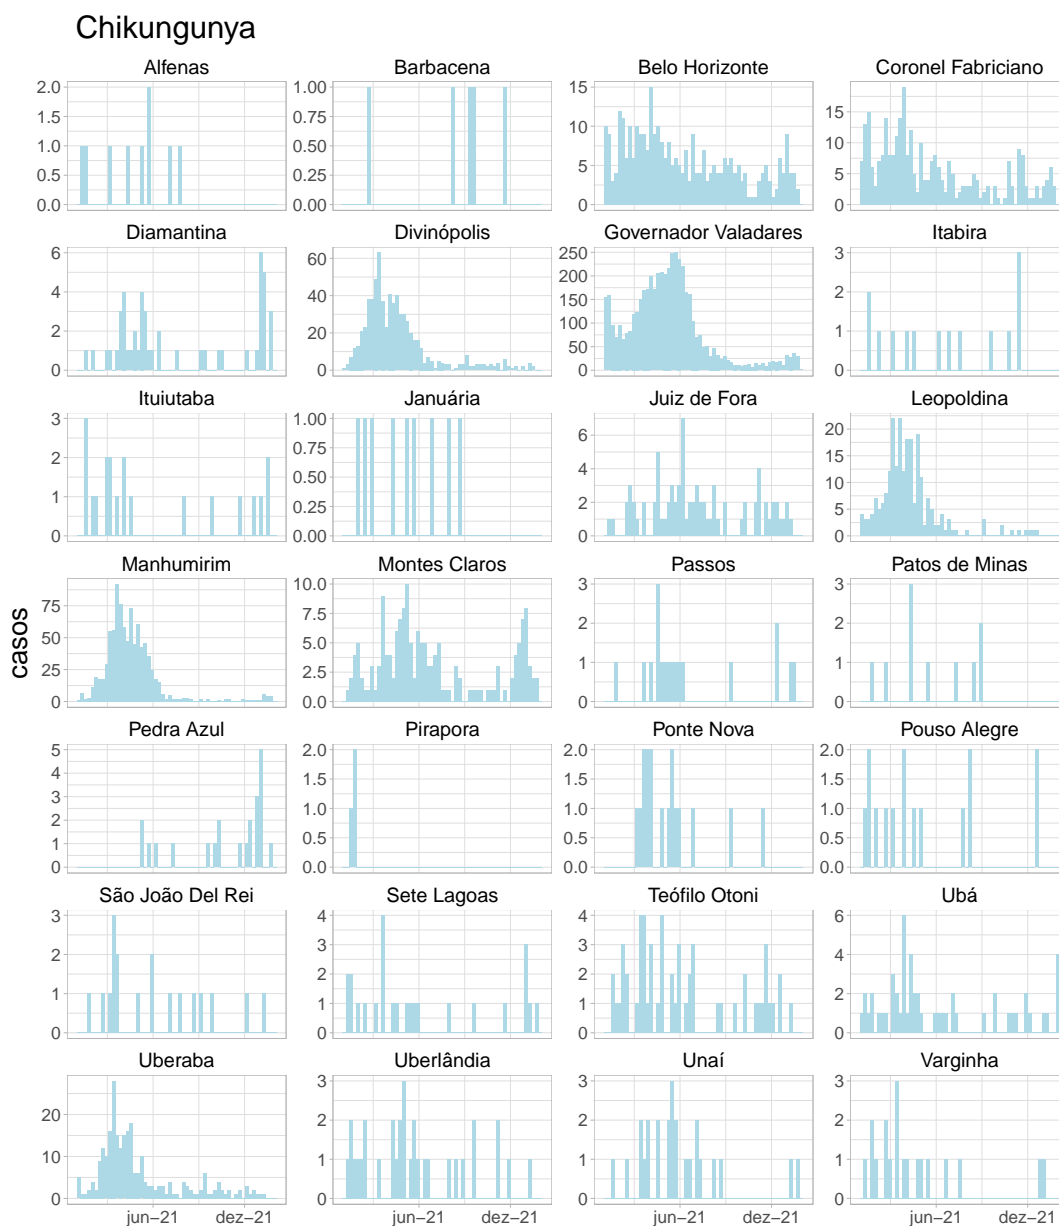 Chikungunya
Alfenas Barbacena Belo Horizonte Coronel Fabriciano
2.0 1.5 1.0 0.5 0.0
1.00 0.75 0.50 0.25 0.00
15 10 5 0
15 10 5 0
Diamantina Divinópolis Governador Valadares Itabira
6 4 2 0
60 40 20 0
250 200 150 100 50 0
3 2 1 0
Ituiutaba Januária Juiz de Fora Leopoldina
3 2 1 0
1.00 0.75 0.50 0.25 0.00
6 4 2 0
20 15 10 5 0
Manhumirim Montes Claros Passos Patos de Minas
75 50 25 0
10.0 7.5 5.0 2.5 0.0
3 2 1 0
3 2 1 0
casos
Pedra Azul Pirapora Ponte Nova Pouso Alegre
5 4 3 2 1 0
2.0 1.5 1.0 0.5 0.0
2.0 1.5 1.0 0.5 0.0
2.0 1.5 1.0 0.5 0.0
São João Del Rei Sete Lagoas Teófilo Otoni Ubá
3 2 1 0
4 3 2 1 0
4 3 2 1 0
6 4 2 0
Uberaba Uberlândia Unaí Varginha
20 10 0
3 2 1 0
3 2 1 0
3 2 1 0
jun−21 dez−21 jun−21 dez−21 jun−21 dez−21 jun−21 dez−21